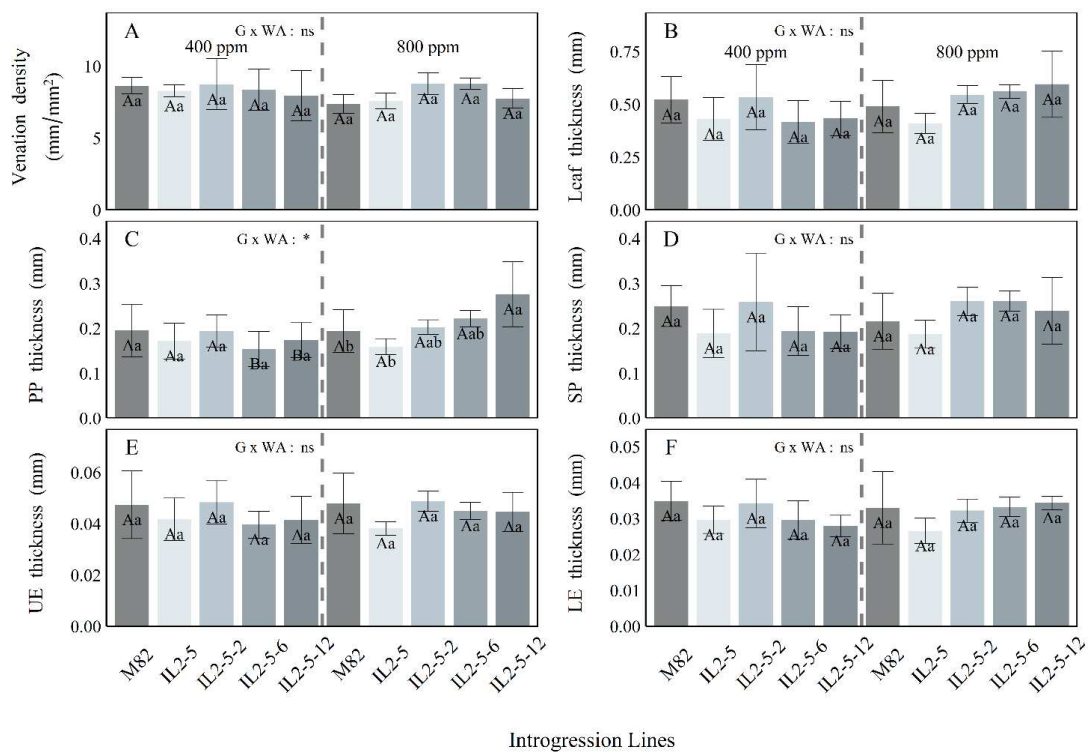 A
G x WA : ns
400 ppm
800 ppm
Venation density
(mm/mm²)
10
5
0
Aa
Aa
Aa
Aa
Aa
Aa
Aa
Aa
Aa
Aa
B
G x WA : ns
400 ppm
800 ppm
Leaf thickness (mm)
0.75
0.50
0.25
0.00
Aa
Aa
Aa
Aa
Aa
Aa
Aa
Aa
Aa
Aa
C
G x WA : *
PP thickness (mm)
0.4
0.3
0.2
0.1
0.0
Aa
Aa
Aa
Ba
Ba
Ab
Ab
Aab
Aab
Aa
D
G x WA : ns
SP thickness (mm)
0.4
0.3
0.2
0.1
0.0
Aa
Aa
Aa
Aa
Aa
Aa
Aa
Aa
Aa
Aa
E
G x WA : ns
UE thickness (mm)
0.06
0.04
0.02
0.00
Aa
Aa
Aa
Aa
Aa
Aa
Aa
Aa
Aa
Aa
F
G x WA : ns
LE thickness (mm)
0.05
0.04
0.03
0.02
0.01
0.00
Aa
Aa
Aa
Aa
Aa
Aa
Aa
Aa
Aa
Aa
M82
IL2-5
IL2-5-2
IL2-5-6
IL2-5-12
M82
IL2-5
IL2-5-2
IL2-5-6
IL2-5-12
M82
IL2-5
IL2-5-2
IL2-5-6
IL2-5-12
M82
IL2-5
IL2-5-2
IL2-5-6
IL2-5-12
Introgression Lines